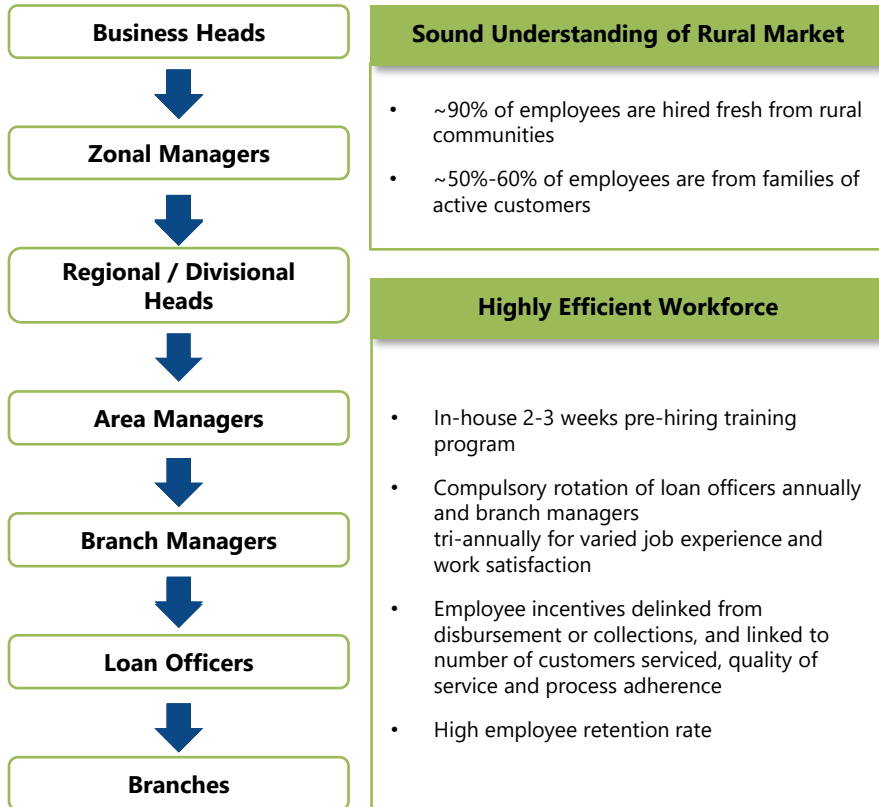 Business Heads
Zonal Managers
Regional / Divisional
Heads
Area Managers
Branch Managers
Loan Officers
Branches
Sound Understanding of Rural Market
• ~90% of employees are hired fresh from rural
communities
• ~50%-60% of employees are from families of
active customers
Highly Efficient Workforce
• In-house 2-3 weeks pre-hiring training
program
• Compulsory rotation of loan officers annually
and branch managers
tri-annually for varied job experience and
work satisfaction
• Employee incentives delinked from
disbursement or collections, and linked to
number of customers serviced, quality of
service and process adherence
• High employee retention rate